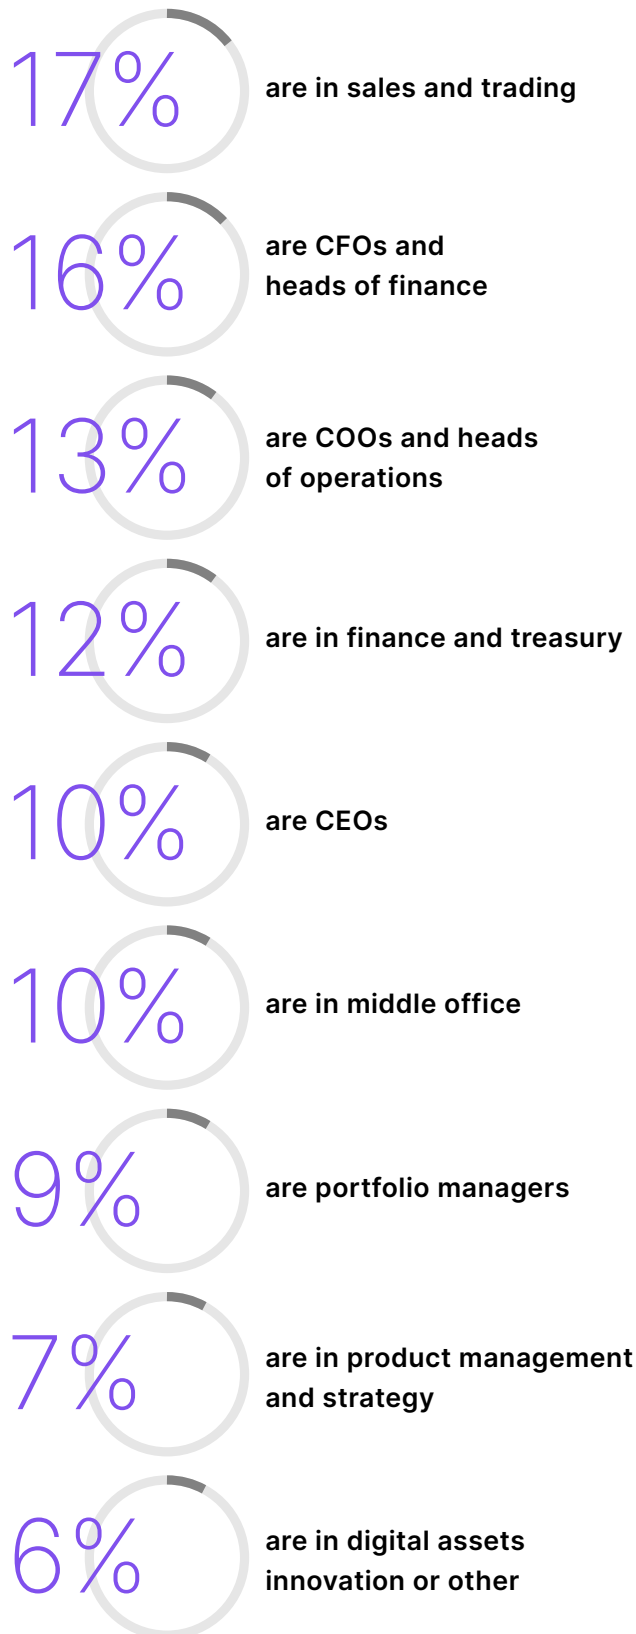 17%
are in sales and trading
16%
are CFOs and
heads of finance
13%
are COOs and heads
of operations
12%
are in finance and treasury
10%
are CEOs
10%
are in middle office
9%
are portfolio managers
7%
are in product management
and strategy
6%
are in digital assets
innovation or other